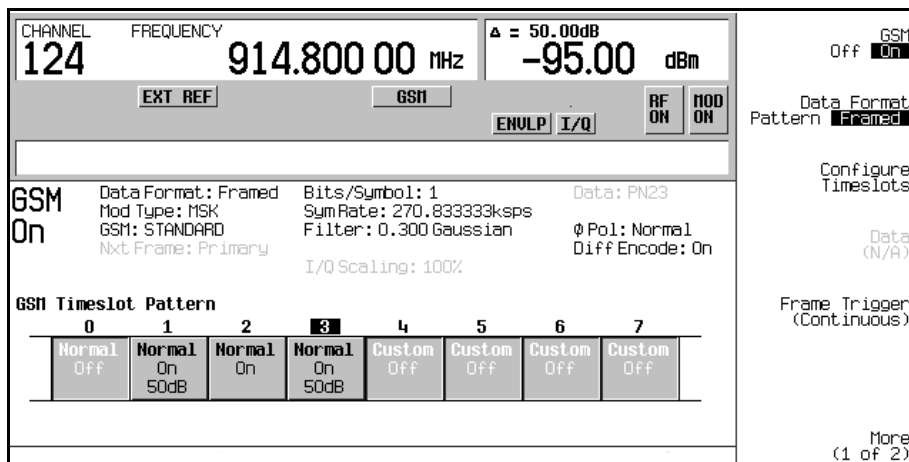 CHANNEL FREQUENCY Δ = 50.00dB
124 914.800 00 MHz -95.00 dBm
EXT REF GSM
ENVLP I/Q RF ON MOD ON
GSM On
Data Format: Framed Bits/Symbol: 1 Data: PN23
Mod Type: MSK Sym Rate: 270.833333ksps
GSM: STANDARD Filter: 0.300 Gaussian Φ Pol: Normal
Nxt Frame: Primary Diff Encode: On
I/Q Scaling: 100%
GSM Timeslot Pattern
0 1 2 3 4 5 6 7
Normal Normal Normal Normal Custom Custom Custom Custom
Off On On On Off Off Off Off
50dB 50dB
GSM
Off On
Data Format
Pattern Framed
Configure
Timeslots
Data
(N/A)
Frame Trigger
(Continuous)
More
(1 of 2)